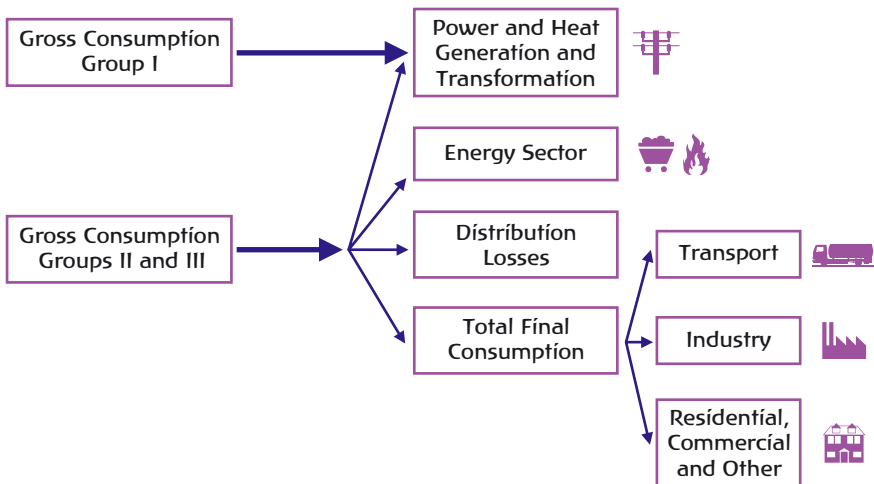 Gross Consumption
Group I
Power and Heat
Generation and
Transformation
Energy Sector
Gross Consumption
Groups II and III
Distribution
Losses
Total Final
Consumption
Transport
Industry
Residential,
Commercial
and Other